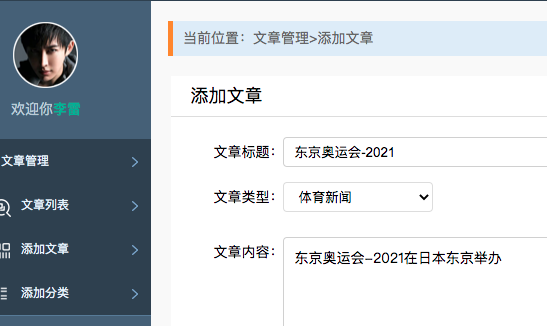 欢迎你李雷
文章管理
文章列表
添加文章
添加分类
当前位置：文章管理>添加文章
添加文章
文章标题：东京奥运会-2021
文章类型：体育新闻
文章内容：东京奥运会-2021在日本东京举办